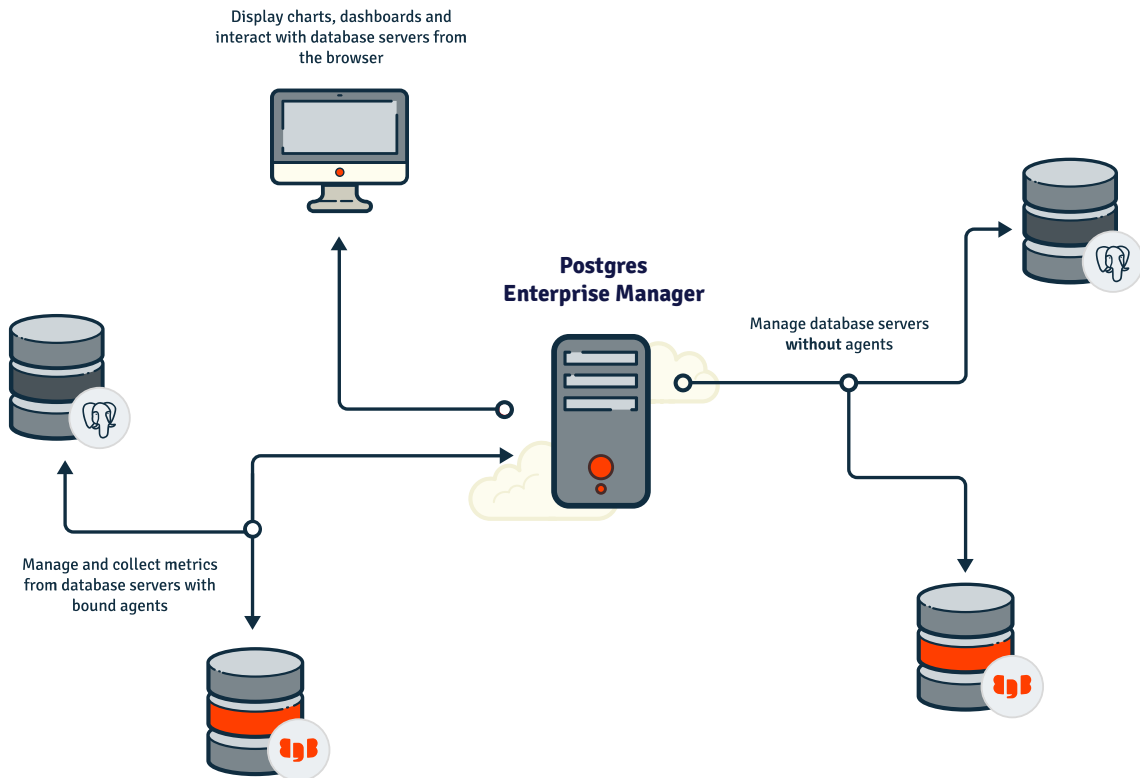 Display charts, dashboards and
interact with database servers from
the browser
Postgres
Enterprise Manager
Manage database servers
without agents
Manage and collect metrics
from database servers with
bound agents